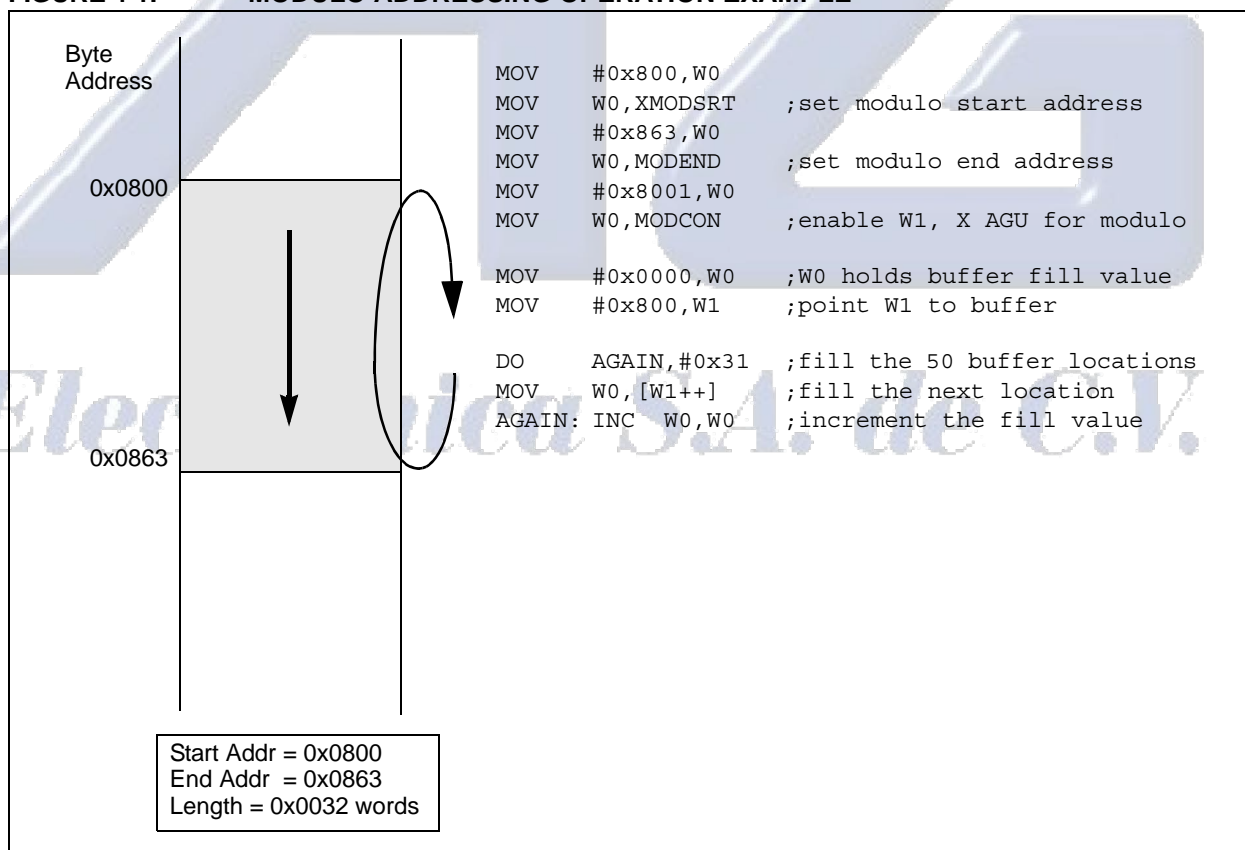 Byte
Address
0x0800
0x0863
MOV #0x800,W0
MOV W0,XMODSRT ;set modulo start address
MOV #0x863,W0
MOV W0,MODEND ;set modulo end address
MOV #0x8001,W0
MOV W0,MODCON ;enable W1, X AGU for modulo
MOV #0x0000,W0 ;W0 holds buffer fill value
MOV #0x800,W1 ;point W1 to buffer
DO AGAIN,#0x31 ;fill the 50 buffer locations
MOV W0,[W1++] ;fill the next location
AGAIN: INC W0,W0 ;increment the fill value
S.A. de C.V.
Start Addr = 0x0800
End Addr = 0x0863
Length = 0x0032 words